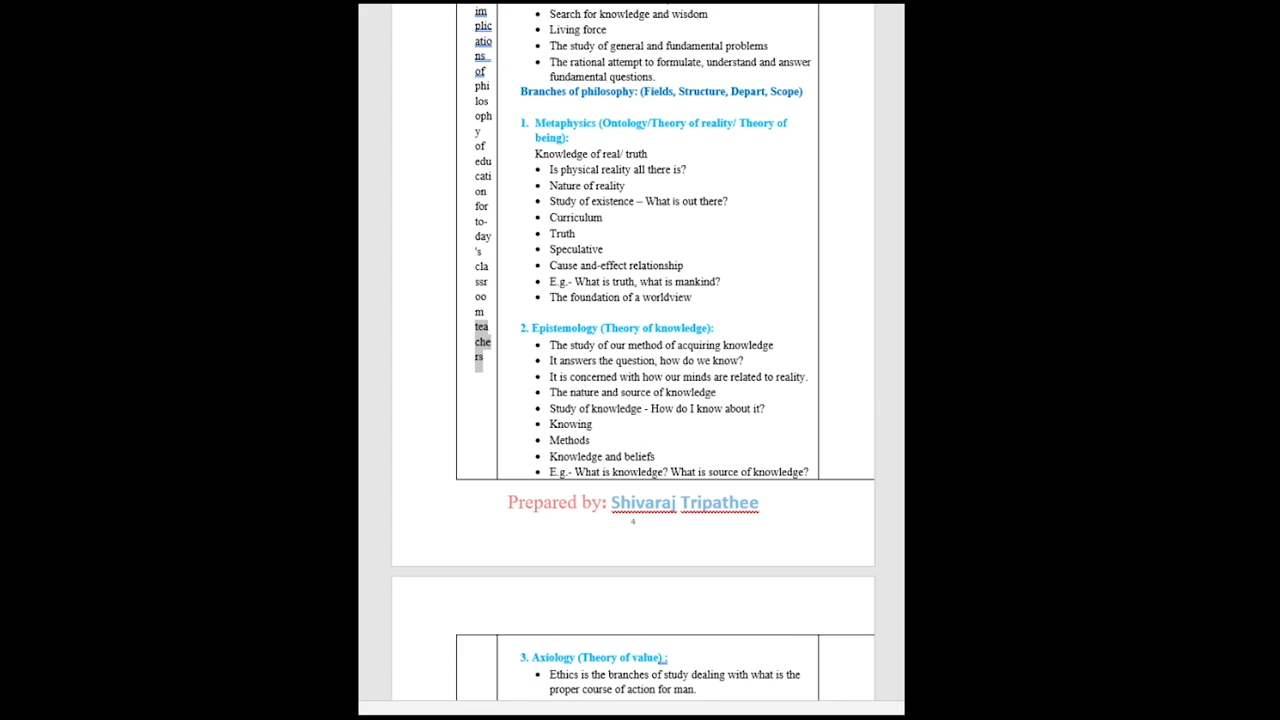 im
plic
atio
ns
of
phi
los
oph
y
of
edu
cati
on
for
to-
day
's
cla
ssr
oo
m
tea
che
rs
• Search for knowledge and wisdom
• Living force
• The study of general and fundamental problems
• The rational attempt to formulate, understand and answer
fundamental questions.
Branches of philosophy: (Fields, Structure, Depart, Scope)
1. Metaphysics (Ontology/Theory of reality/ Theory of
being):
Knowledge of real/ truth
• Is physical reality all there is?
• Nature of reality
• Study of existence – What is out there?
• Curriculum
• Truth
• Speculative
• Cause and-effect relationship
• E.g.- What is truth, what is mankind?
• The foundation of a worldview
2. Epistemology (Theory of knowledge):
• The study of our method of acquiring knowledge
• It answers the question, how do we know?
• It is concerned with how our minds are related to reality.
• The nature and source of knowledge
• Study of knowledge - How do I know about it?
• Knowing
• Methods
• Knowledge and beliefs
• E.g.- What is knowledge? What is source of knowledge?
Prepared by: Shivaraj Tripathee
4
3. Axiology (Theory of value) :
• Ethics is the branches of study dealing with what is the
proper course of action for man.